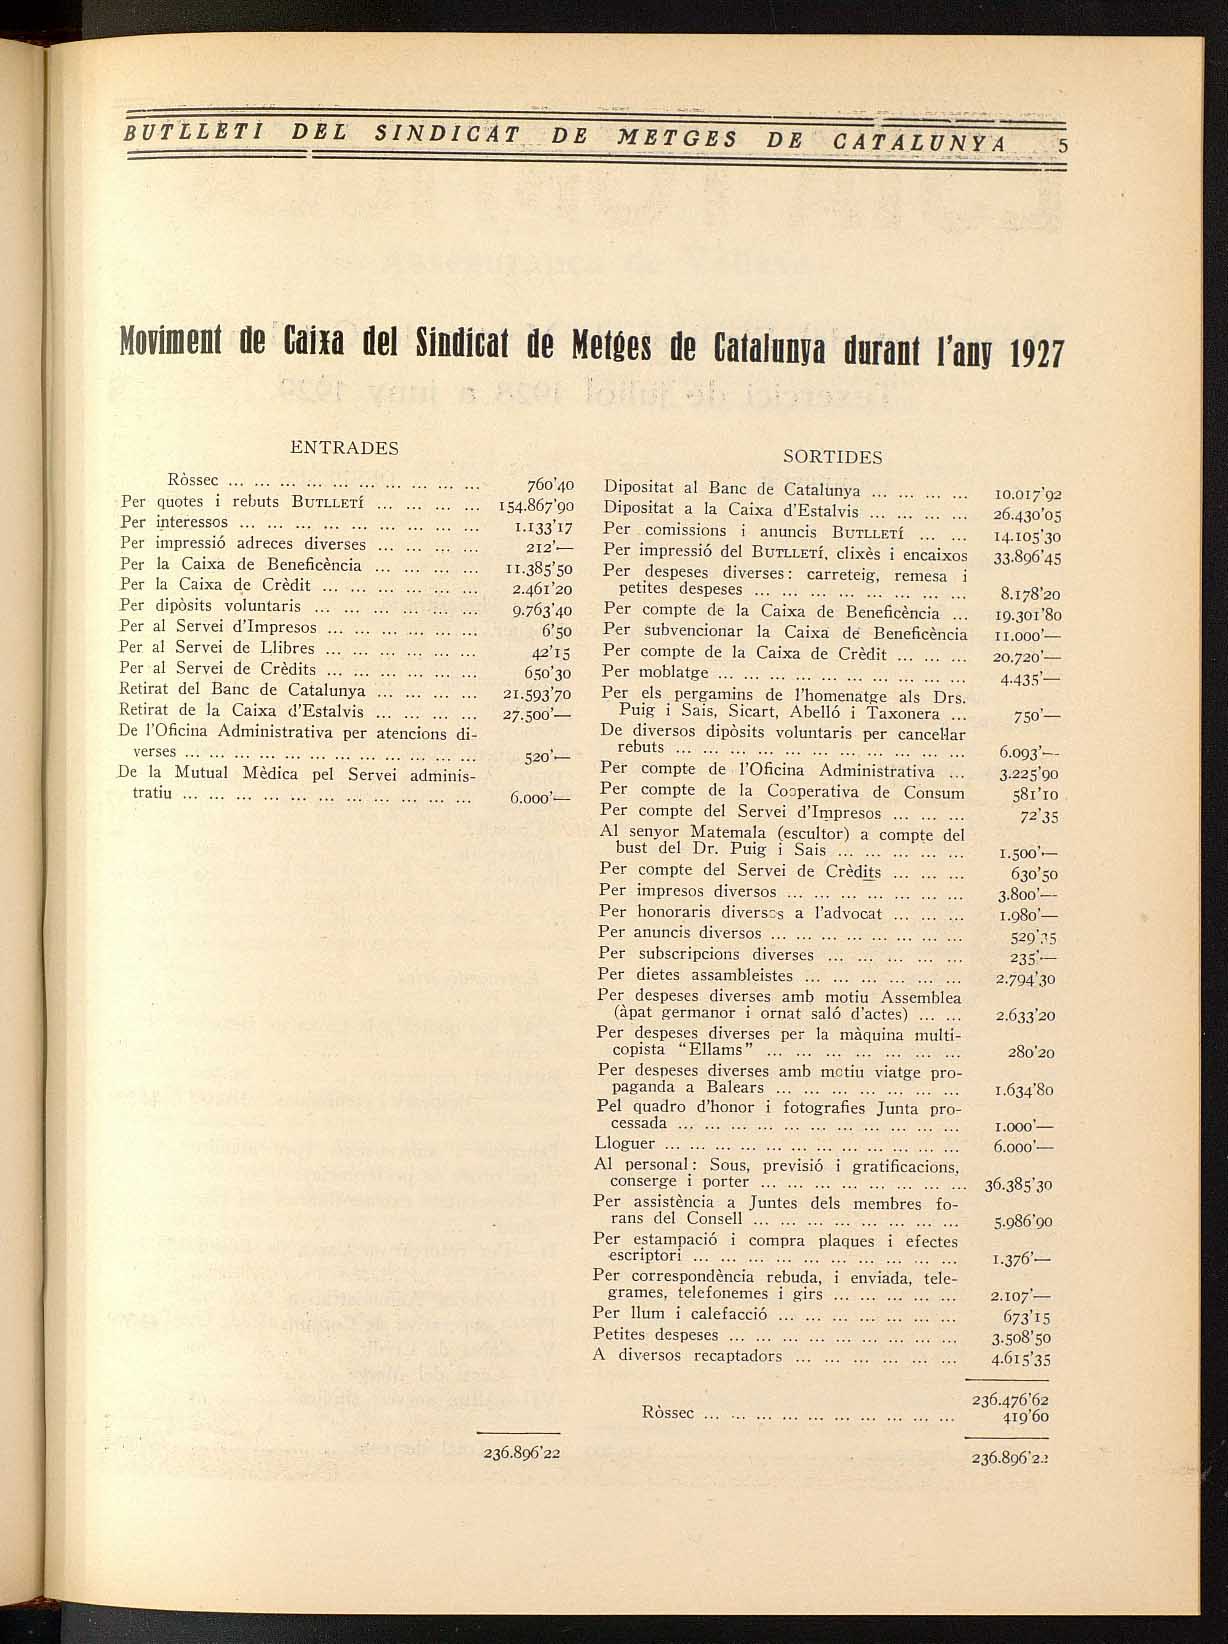 BUTLLETI DEL SINDICAT DE METGES DE CATALUNYA 5
Moviment de Caixa del Sindicat de Metges de Catalunya durant l'any 1927
ENTRADES
Ròssec ... ... ... ... ... ... ... ... ... ... 760'40
Per quotes i rebuts BUTLLETÍ ... ... ... ... 154.867'90
Per interessos ... ... ... ... ... ... ... ... ... 1.133'17
Per impressió adreces diverses ... ... ... ... 212'—
Per la Caixa de Beneficència ... ... ... ... 11.385'50
Per la Caixa de Crèdit ... ... ... ... ... ... 2.461'20
Per dipòsits voluntaris ... ... ... ... ... ... 9.763'40
Per al Servei d'Impresos ... ... ... ... ... ... 6'50
Per al Servei de Llibres ... ... ... ... ... ... 42'15
Per al Servei de Crèdits ... ... ... ... ... ... 650'30
Retirat del Banc de Catalunya ... ... ... ... 21.593'70
Retirat de la Caixa d'Estalvis ... ... ... ... 27.500'—
De l'Oficina Administrativa per atencions di-
verses ... ... ... ... ... ... ... ... ... ... ... 520'—
De la Mutual Mèdica pel Servei adminis-
tratiu ... ... ... ... ... ... ... ... ... ... ... 6.000'—
236.896'22
SORTIDES
Dipositat al Banc de Catalunya ... ... ... ... 10.017'92
Dipositat a la Caixa d'Estalvis ... ... ... ... 26.430'05
Per comissions i anuncis BUTLLETÍ ... ... 14.105'30
Per impressió del BUTLLETÍ, clixès i encaixos 33.896'45
Per despeses diverses: carreteig, remesa i
petites despeses ... ... ... ... ... ... ... ... 8.178'20
Per compte de la Caixa de Beneficència ... 19.301'80
Per subvencionar la Caixa de Beneficència 11.000'—
Per compte de la Caixa de Crèdit ... ... ... 20.720'—
Per moblatge ... ... ... ... ... ... ... ... ... ... 4.435'—
Per els pergamins de l'homenatge als Drs.
Puig i Sais, Sicart, Abelló i Taxonera ... 750'—
De diversos dipòsits voluntaris per cancel·lar
rebuts ... ... ... ... ... ... ... ... ... ... ... 6.093'—
Per compte de l'Oficina Administrativa ... 3.225'90
Per compte de la Cooperativa de Consum 581'10
Per compte del Servei d'Impresos ... ... ... 72'35
Al senyor Matemala (escultor) a compte del
bust del Dr. Puig i Sais ... ... ... ... ... 1.500'—
Per compte del Servei de Crèdits ... ... ... 630'50
Per impresos diversos ... ... ... ... ... ... ... 3.800'—
Per honoraris diversos a l'advocat ... ... ... 1.980'—
Per anuncis diversos ... ... ... ... ... ... ... ... 529'35
Per subscripcions diverses ... ... ... ... ... 235'—
Per dietes assambleistes ... ... ... ... ... ... 2.794'30
Per despeses diverses amb motiu Assemblea
(àpat germanor i ornat saló d'actes) ... ... 2.633'20
Per despeses diverses per la màquina multi-
copista "Ellams" ... ... ... ... ... ... ... 280'20
Per despeses diverses amb motiu viatge pro-
paganda a Balears ... ... ... ... ... ... ... 1.634'80
Pel quadro d'honor i fotografies Junta pro-
cessada ... ... ... ... ... ... ... ... ... ... ... 1.000'—
Lloguer ... ... ... ... ... ... ... ... ... ... ... 6.000'—
Al personal: Sous, previsió i gratificacions,
conserge i porter ... ... ... ... ... ... ... ... 36.385'30
Per assistència a Juntes dels membres fo-
rans del Consell ... ... ... ... ... ... ... ... 5.986'90
Per estampació i compra plaques i efectes
escriptori ... ... ... ... ... ... ... ... ... ... 1.376'—
Per correspondència rebuda, i enviada, tele-
grames, telefonemes i girs ... ... ... ... ... 2.107'—
Per llum i calefacció ... ... ... ... ... ... ... 673'15
Petites despeses ... ... ... ... ... ... ... ... ... 3.508'50
A diversos recaptadors ... ... ... ... ... ... 4.615'35
236.476'62
Ròssec ... ... ... ... ... ... ... ... ... ... 419'60
236.896'22